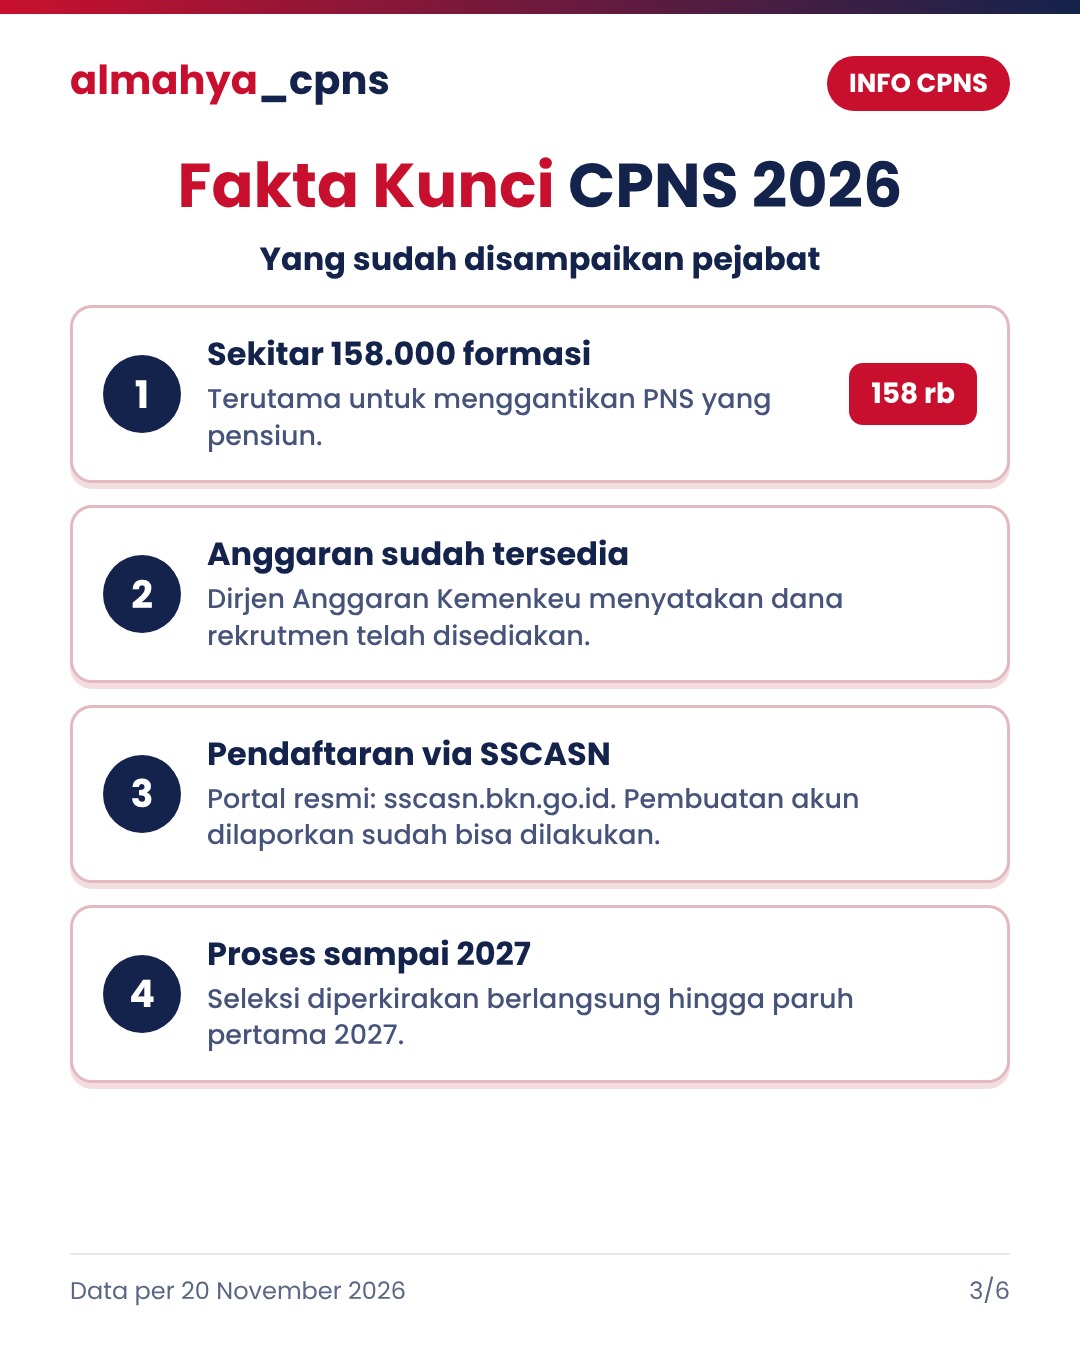 almahya_cpns
INFO CPNS
Fakta Kunci CPNS 2026
Yang sudah disampaikan pejabat
1
Sekitar 158.000 formasi
Terutama untuk menggantikan PNS yang
pensiun.
158 rb
2
Anggaran sudah tersedia
Dirjen Anggaran Kemenkeu menyatakan dana
rekrutmen telah disediakan.
3
Pendaftaran via SSCASN
Portal resmi: sscasn.bkn.go.id. Pembuatan akun
dilaporkan sudah bisa dilakukan.
4
Proses sampai 2027
Seleksi diperkirakan berlangsung hingga paruh
pertama 2027.
Data per 20 November 2026
3/6